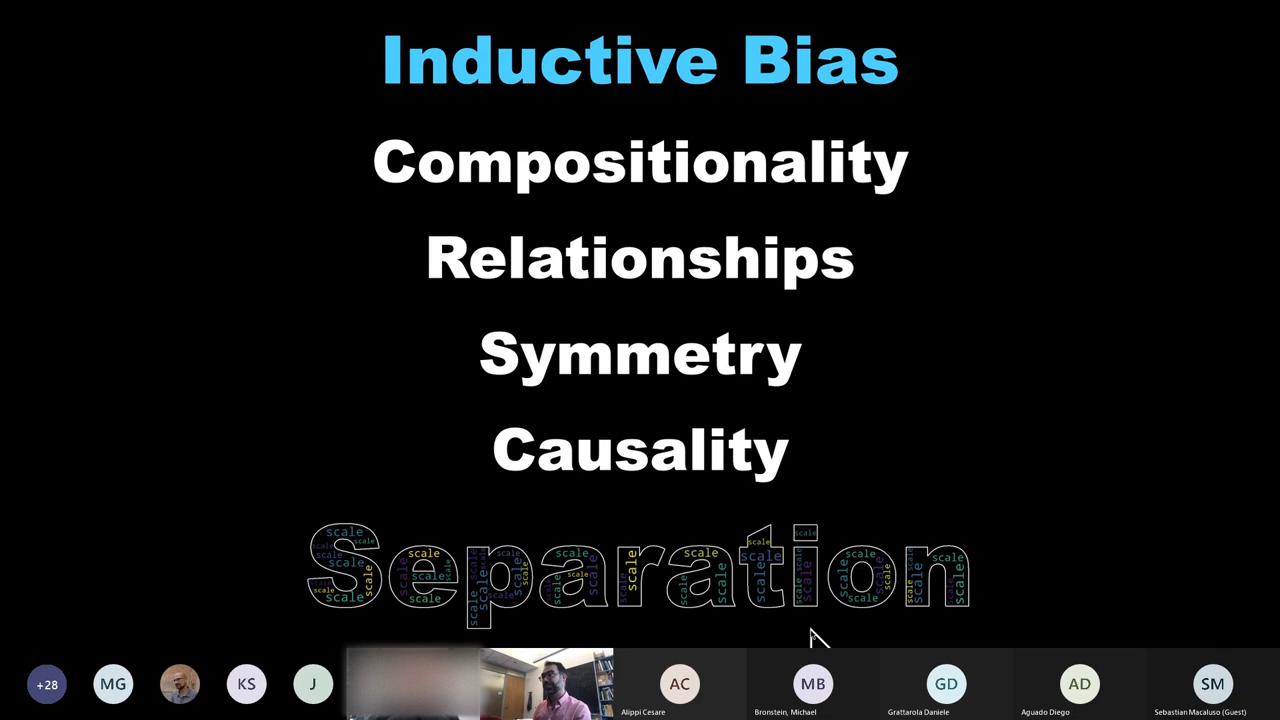 Inductive Bias
Compositionality
Relationships
Symmetry
Causality
Separation
+28
MG
KS
J
AC
MB
GD
AD
SM
Alippi Cesare
Bronstein, Michael
Grattarola Daniele
Aguado Diego
Sebastian Macaluso (Guest)